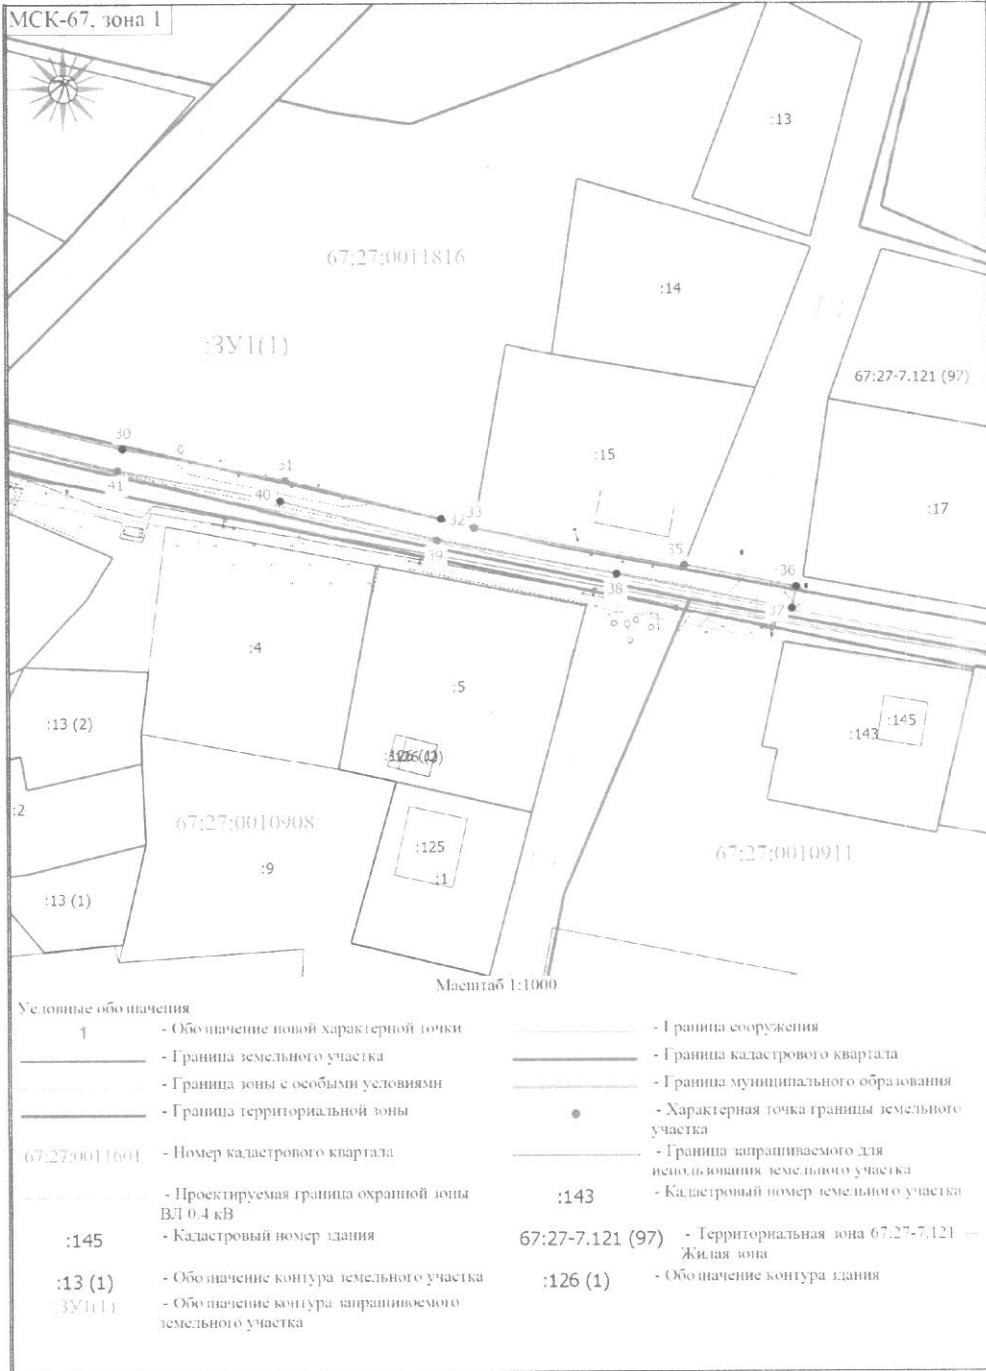 МСК-67, зона 1
:13
67:27:0011816
:14
:ЗУ1(1)
67:27-7.121 (97)
30
31
:15
41
40
32
33
:17
39
35
36
38
37
:4
:5
:13 (2)
:145
:143
:2
67:27:0010908
:125
67:27:0010911
:9
:1
:13 (1)
Масштаб 1:1000
Условные обозначения
1 - Обозначение новой характерной точки
- Граница сооружения
- Граница земельного участка
- Граница кадастрового квартала
- Граница зоны с особыми условиями
- Граница муниципального образования
- Граница территориальной зоны
- Характерная точка границы земельного
участка
67:27:0011601 - Номер кадастрового квартала
- Граница запрашиваемого для
использования земельного участка
- Проектируемая граница охранной зоны
ВЛ 0.4 кВ
:143 - Кадастровый номер земельного участка
:145 - Кадастровый номер здания
67:27-7.121 (97) - Территориальная зона 67:27-7.121 —
Жилая зона
:13 (1) - Обозначение контура земельного участка
:126 (1) - Обозначение контура здания
:ЗУ1(1) - Обозначение контура запрашиваемого
земельного участка